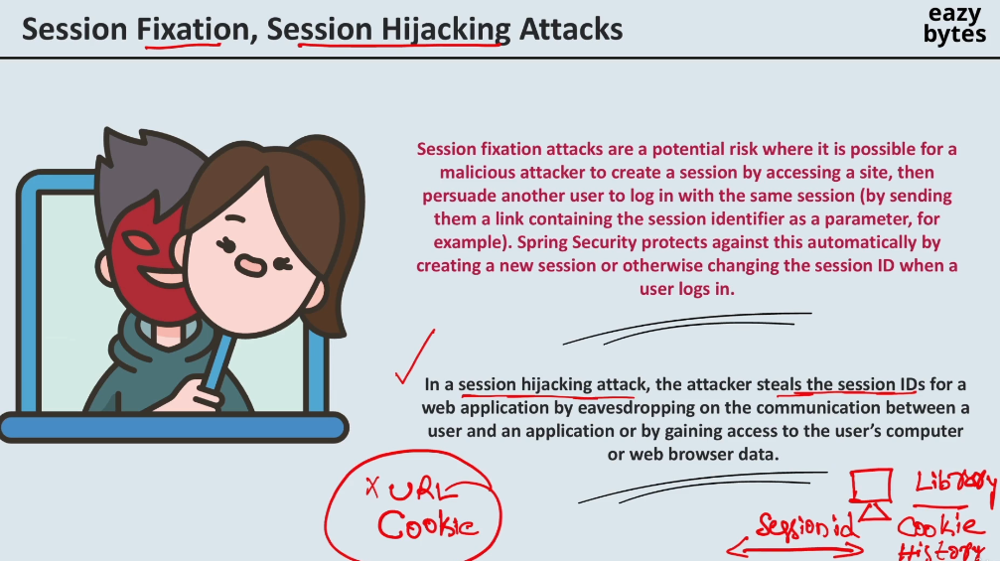 Session Fixation, Session Hijacking Attacks
eazy
bytes
Session fixation attacks are a potential risk where it is possible for a
malicious attacker to create a session by accessing a site, then
persuade another user to log in with the same session (by sending
them a link containing the session identifier as a parameter, for
example). Spring Security protects against this automatically by
creating a new session or otherwise changing the session ID when a
user logs in.
In a session hijacking attack, the attacker steals the session IDs for a
web application by eavesdropping on the communication between a
user and an application or by gaining access to the user's computer
or web browser data.
X URL
Cookie
Library
Session id
Cookie
History